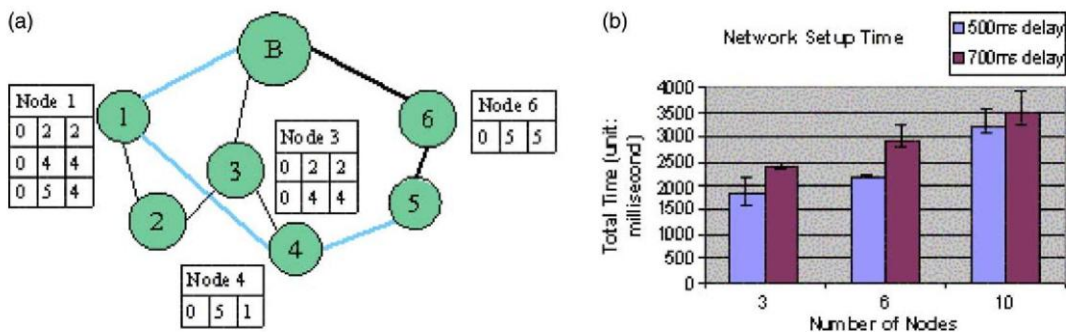 (a)
B
Node 1
0 2 2
0 4 4
0 5 4
1
2
3
Node 3
0 2 2
0 4 4
4
Node 4
0 5 1
5
6
Node 6
0 5 5
(b)
Network Setup Time
500ms delay
700ms delay
Total Time (unit:
millisecond)
4000
3500
3000
2500
2000
1500
1000
500
0
3 6 10
Number of Nodes